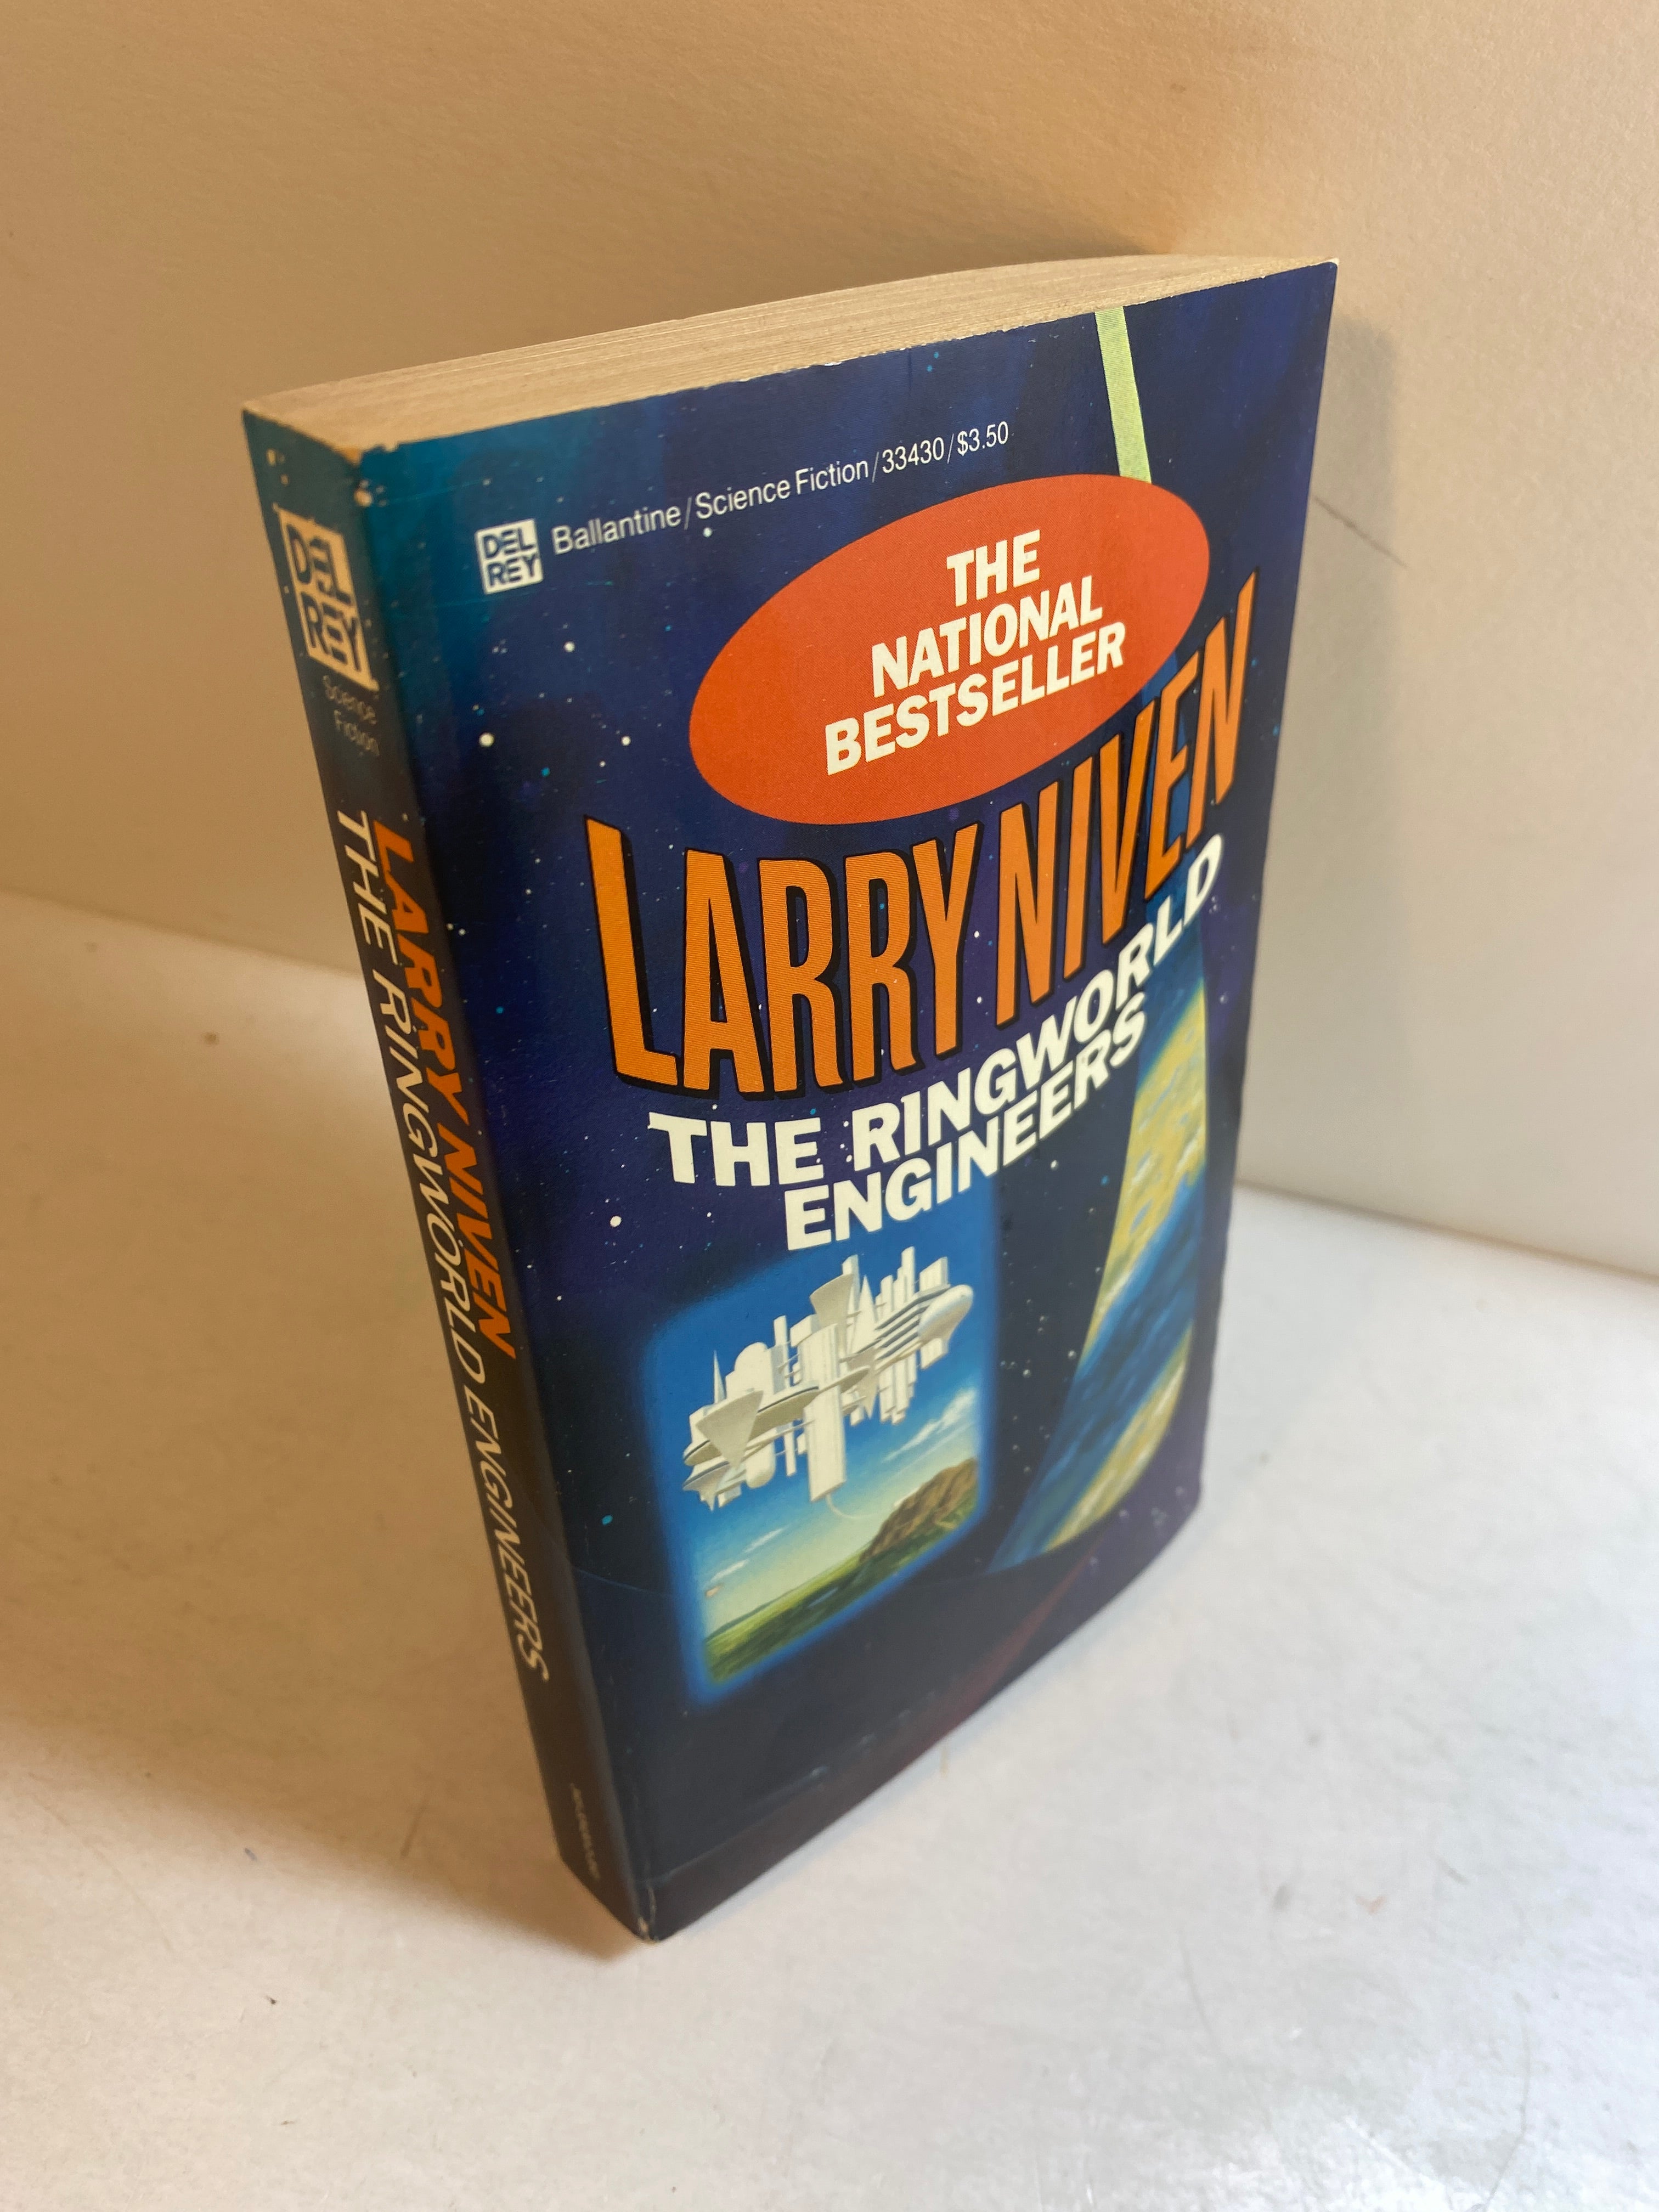 DEL
REY
Science
Fiction
LARRY NIVEN
THE RINGWORLD ENGINEERS
DEL
REY
Ballantine/Science Fiction/33430/$3.50
THE
NATIONAL
BESTSELLER
LARRY NIVEN
THE RINGWORLD
ENGINEERS